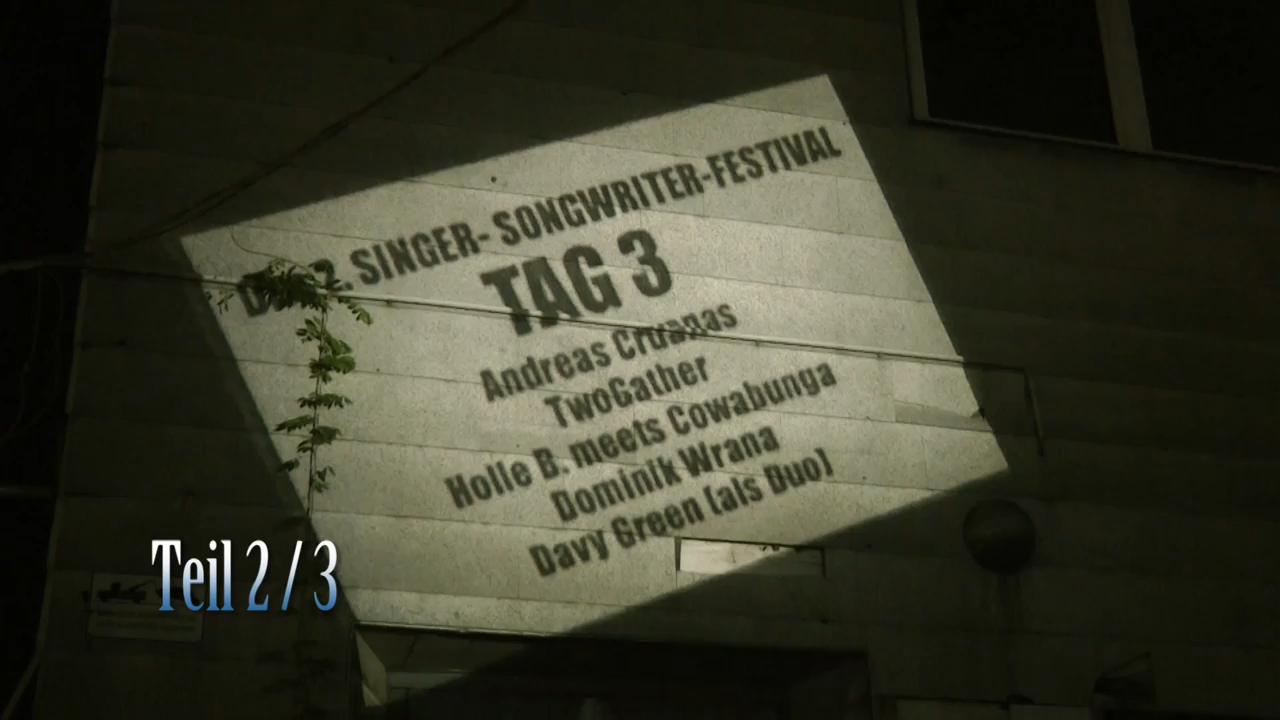 2. SINGER- SONGWRITER-FESTIVAL
TAG 3
Andreas Cruanas
TwoGather
Holle B. meets Cowabunga
Dominik Wrana
Davy Green (als Duo)
Teil 2 / 3